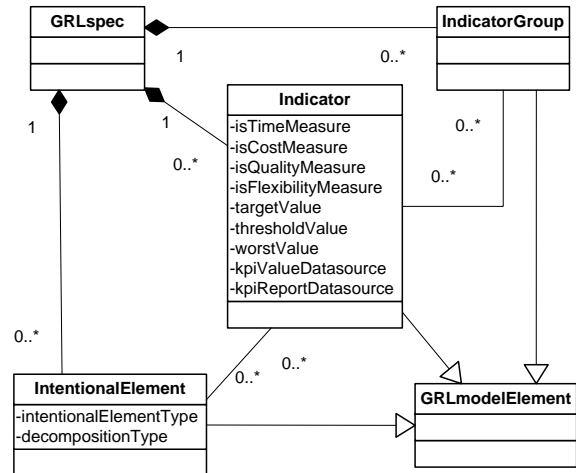 GRLspec
IndicatorGroup
1
0..*
Indicator
-isTimeMeasure
-isCostMeasure
-isQualityMeasure
-isFlexibilityMeasure
-targetValue
-thresholdValue
-worstValue
-kpiValueDatasource
-kpiReportDatasource
1
1
0..*
0..*
0..*
0..*
0..*
0..*
IntentionalElement
-intentionalElementType
-decompositionType
GRLmodelElement